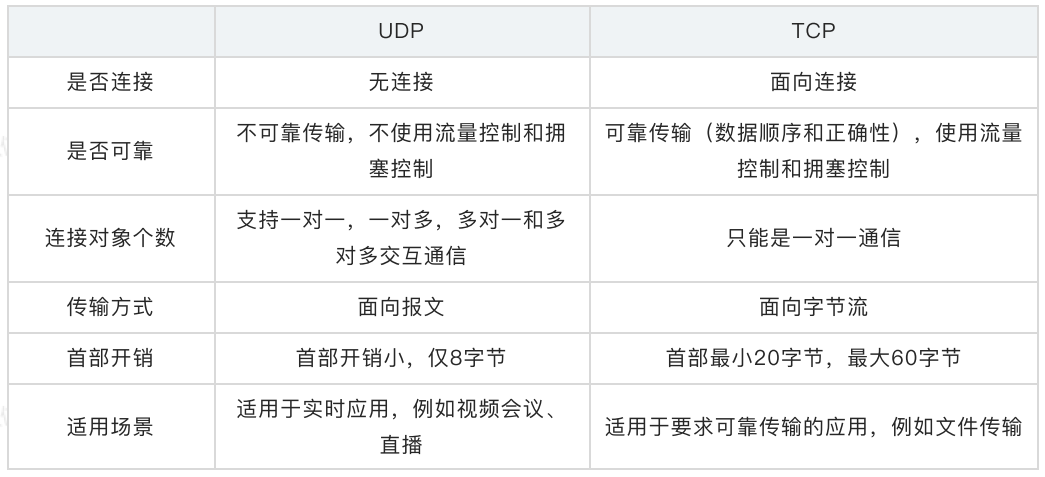 UDP TCP
是否连接 无连接 面向连接
是否可靠 不可靠传输，不使用流量控制和拥塞控制 可靠传输（数据顺序和正确性），使用流量控制和拥塞控制
连接对象个数 支持一对一，一对多，多对一和多对多交互通信 只能是一对一通信
传输方式 面向报文 面向字节流
首部开销 首部开销小，仅8字节 首部最小20字节，最大60字节
适用场景 适用于实时应用，例如视频会议、直播 适用于要求可靠传输的应用，例如文件传输